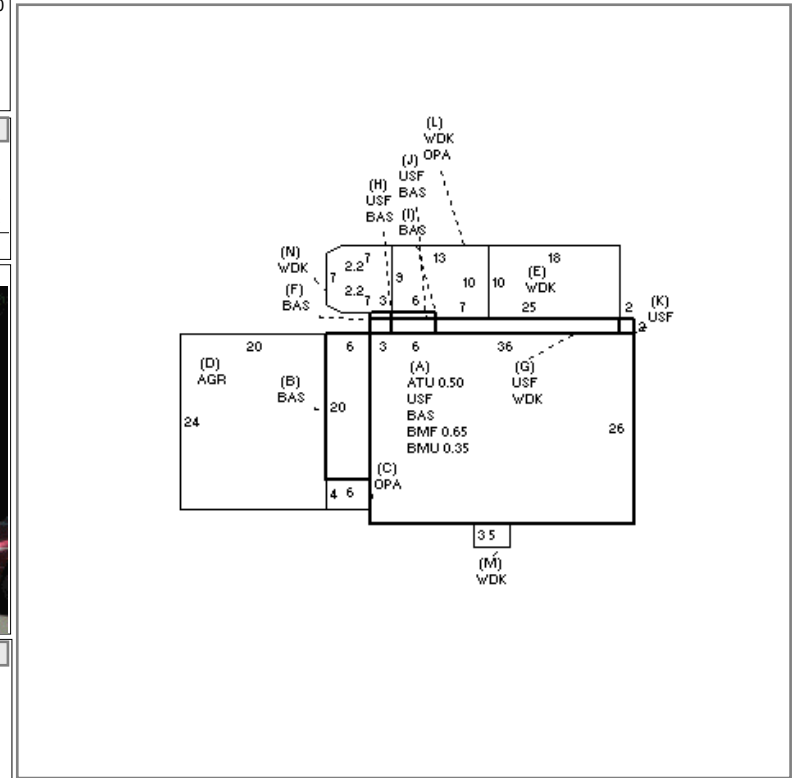 (L)
WDK
OPA
(J)
USF
BAS
(H)
USF
BAS
(I)
BAS
(N)
WDK
7
2.2
7
2.2
7
3
9
6
13
10
7
10
18
(E)
WDK
25
2
(K)
USF
2
(F)
BAS
20
(D)
AGR
24
6
(B)
BAS
20
3
6
36
(A)
ATU 0.50
USF
BAS
BMF 0.65
BMU 0.35
(G)
USF
WDK
26
(C)
OPA
4 6
3 5
(M)
WDK